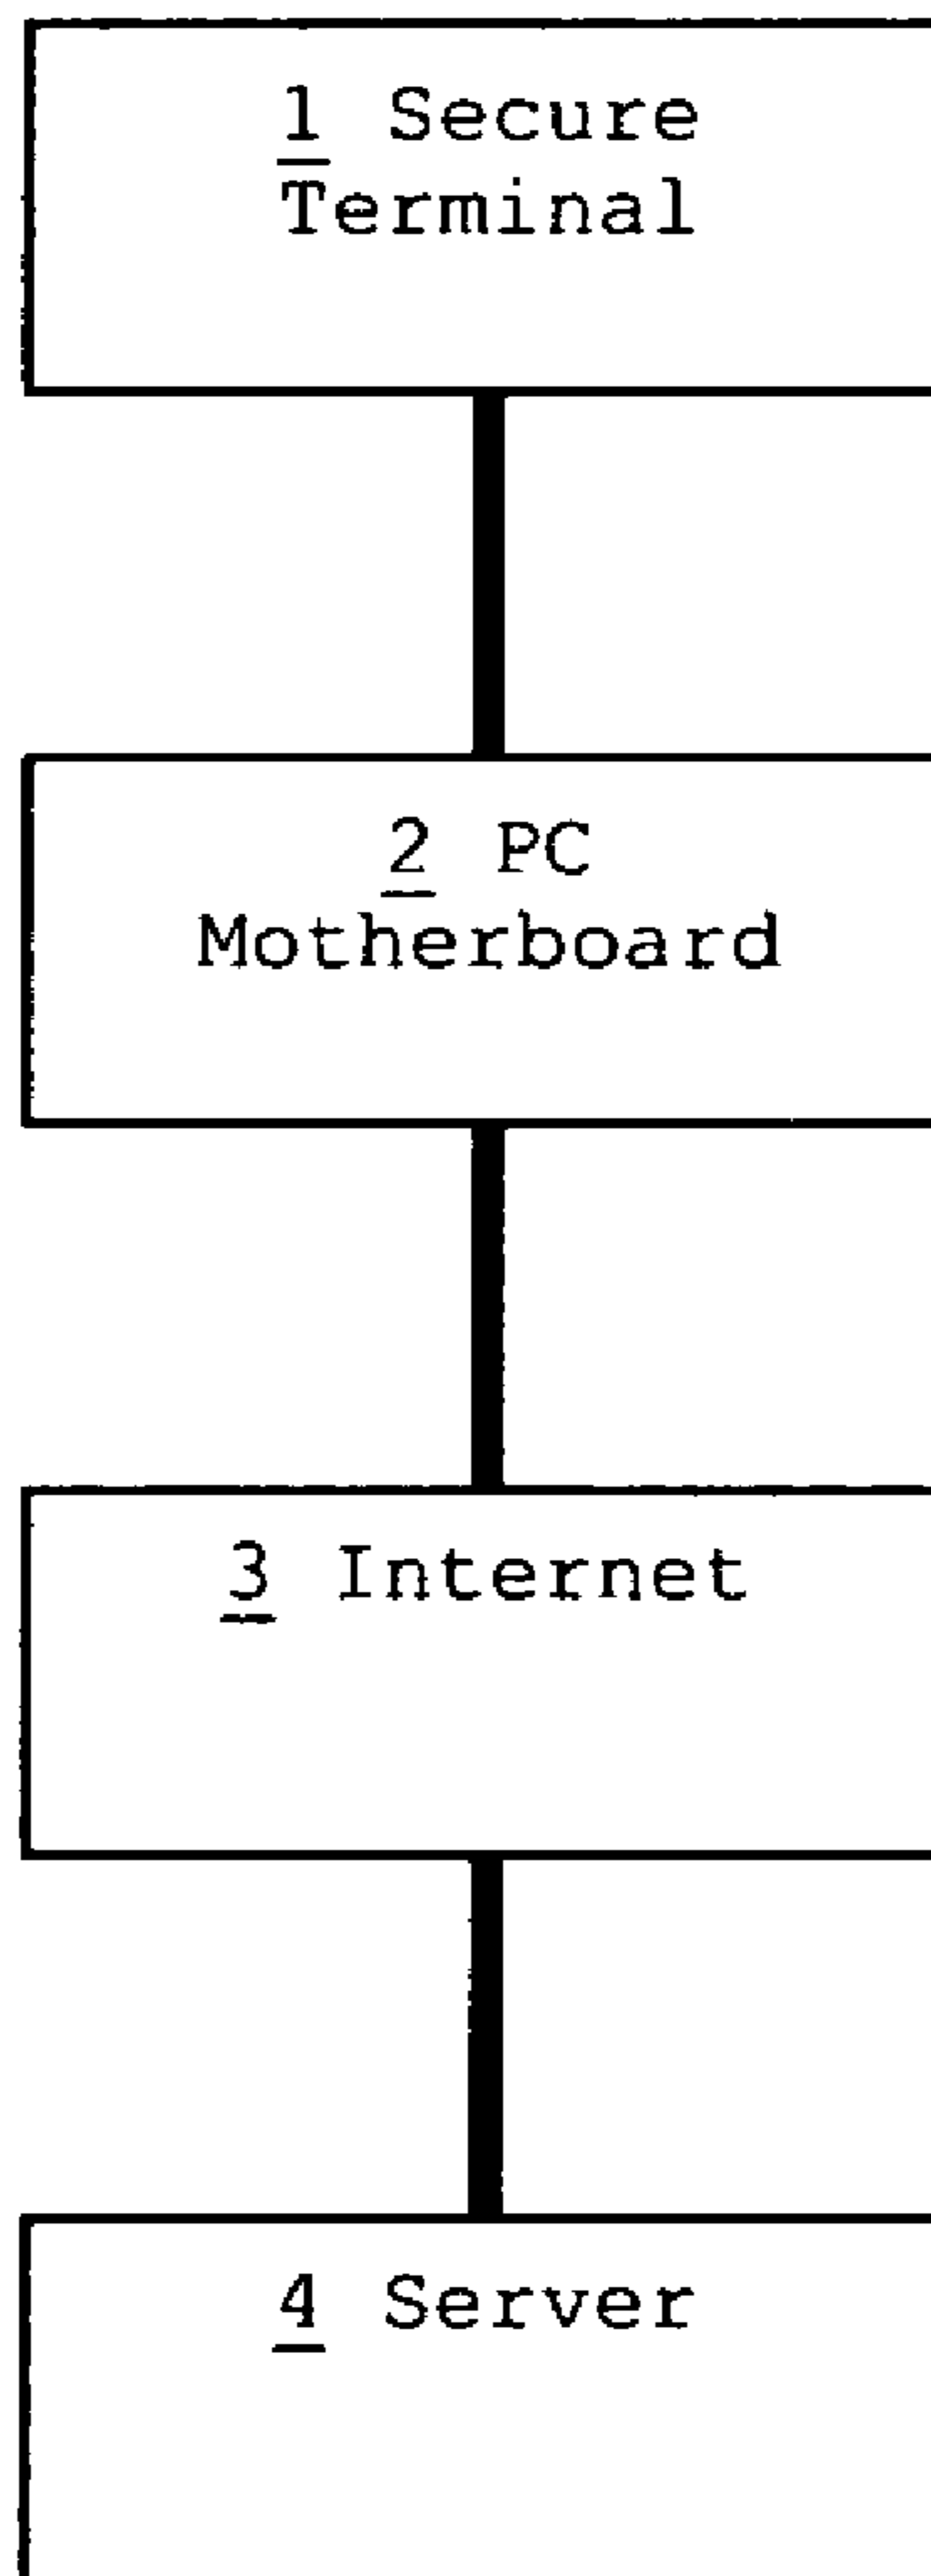 1 Secure
Terminal
2 PC
Motherboard
3 Internet
4 Server